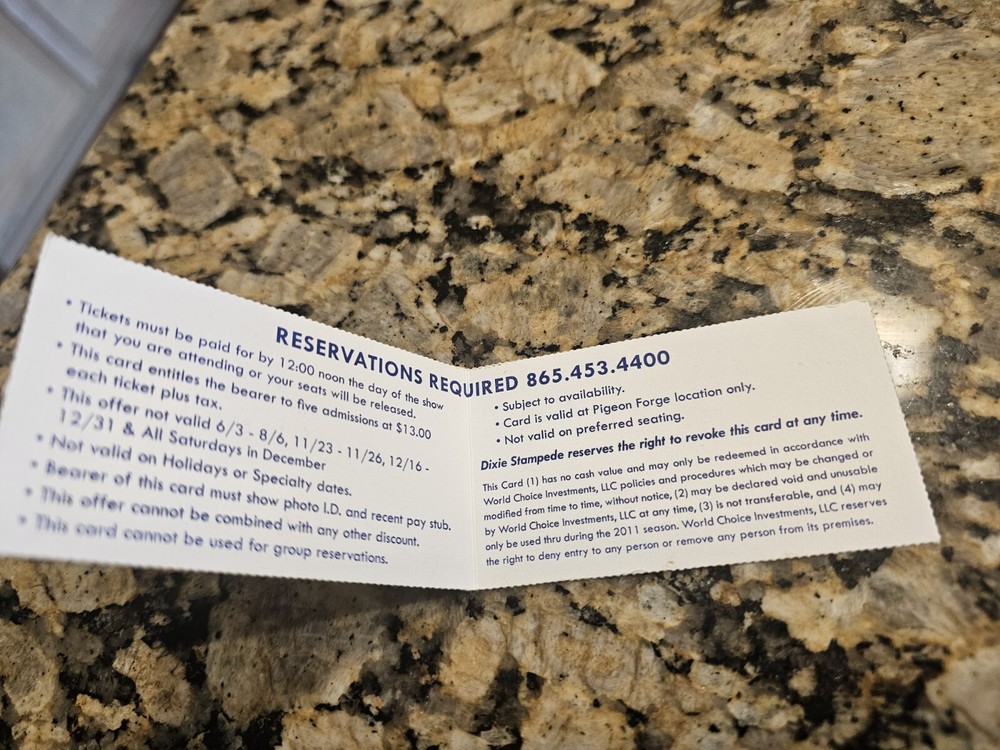 RESERVATIONS REQUIRED 865.453.4400
• Tickets must be paid for by 12:00 noon the day of the show
that you are attending or your seats will be released.
• This card entitles the bearer to five admissions at $13.00
each ticket plus tax.
• This offer not valid 6/3 - 8/6, 11/23 - 11/26, 12/16 -
12/31 & All Saturdays in December
• Not valid on Holidays or Specialty dates.
• Bearer of this card must show photo I.D. and recent pay stub.
• This offer cannot be combined with any other discount.
• This card cannot be used for group reservations.
• Subject to availability.
• Card is valid at Pigeon Forge location only.
• Not valid on preferred seating.
Dixie Stampede reserves the right to revoke this card at any time.
This Card (1) has no cash value and may only be redeemed in accordance with
World Choice Investments, LLC policies and procedures which may be changed or
modified from time to time, without notice, (2) may be declared void and unusable
by World Choice Investments, LLC at any time, (3) is not transferable, and (4) may
only be used thru during the 2011 season. World Choice Investments, LLC reserves
the right to deny entry to any person or remove any person from its premises.